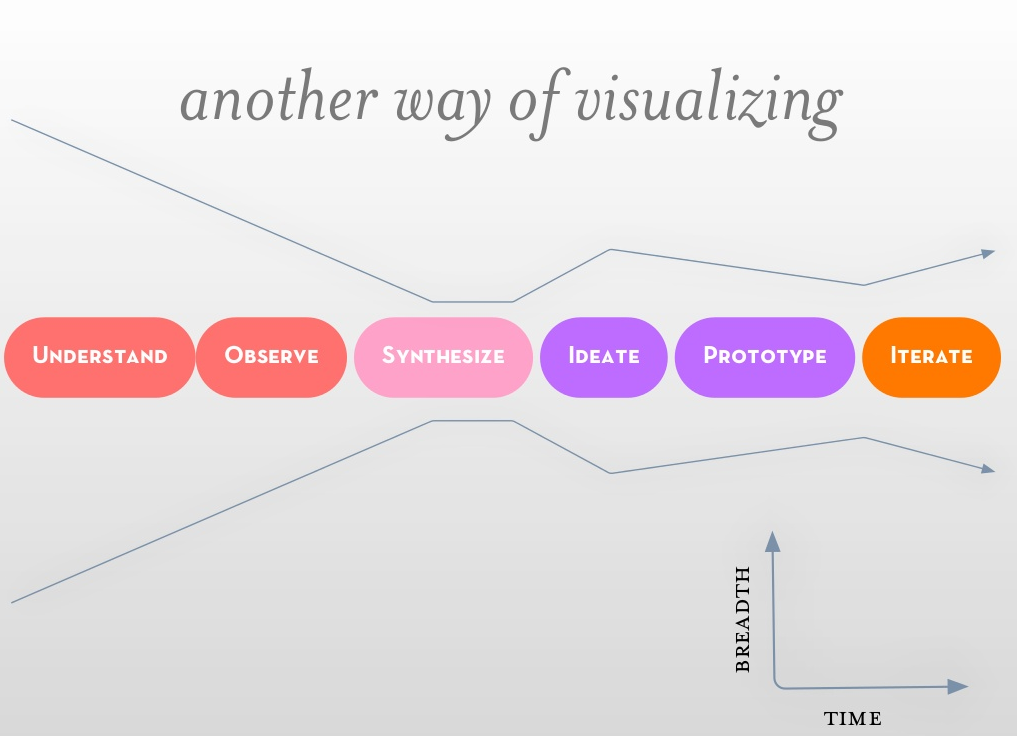 another way of visualizing
Understand Observe Synthesize Ideate Prototype Iterate
BREADTH
TIME